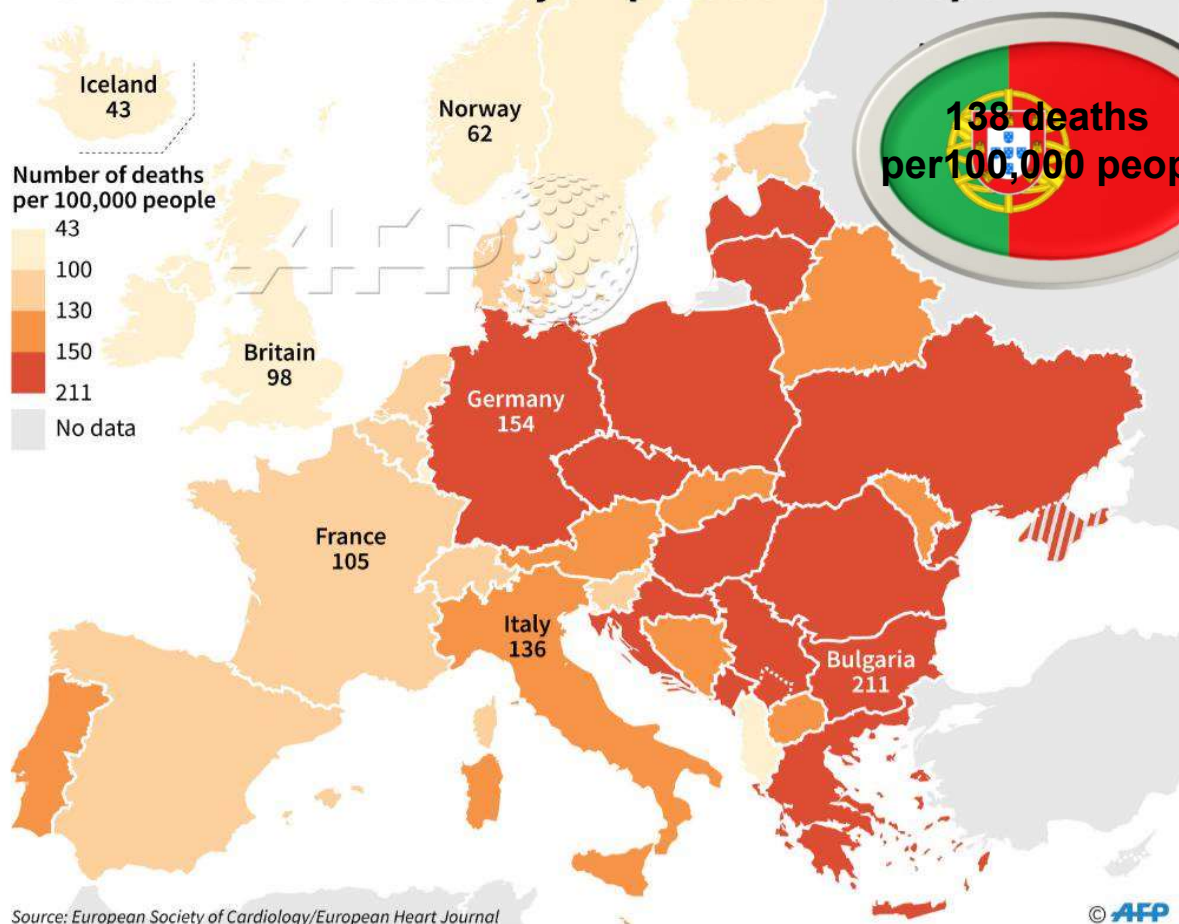 138 deaths
per100,000 peop
Iceland
43
Norway
62
Number of deaths
per 100,000 people
43
100
130
150
211
No data
AFP
Britain
98
Germany
154
France
105
Italy
136
Bulgaria
211
Source: European Society of Cardiology/European Heart Journal
© AFP